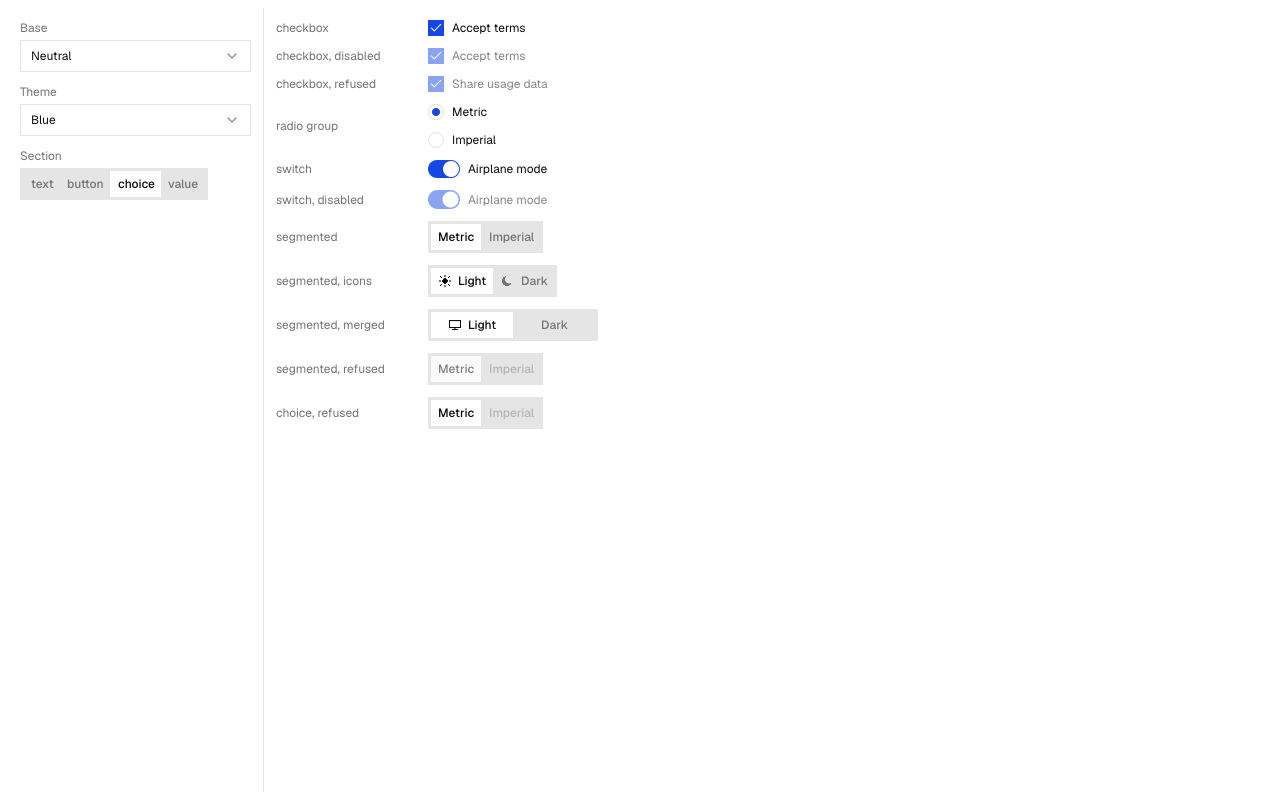 Base
Neutral
Theme
Blue
Section
text button choice value
checkbox Accept terms
checkbox, disabled Accept terms
checkbox, refused Share usage data
radio group Metric
Imperial
switch Airplane mode
switch, disabled Airplane mode
segmented Metric Imperial
segmented, icons Light Dark
segmented, merged Light Dark
segmented, refused Metric Imperial
choice, refused Metric Imperial